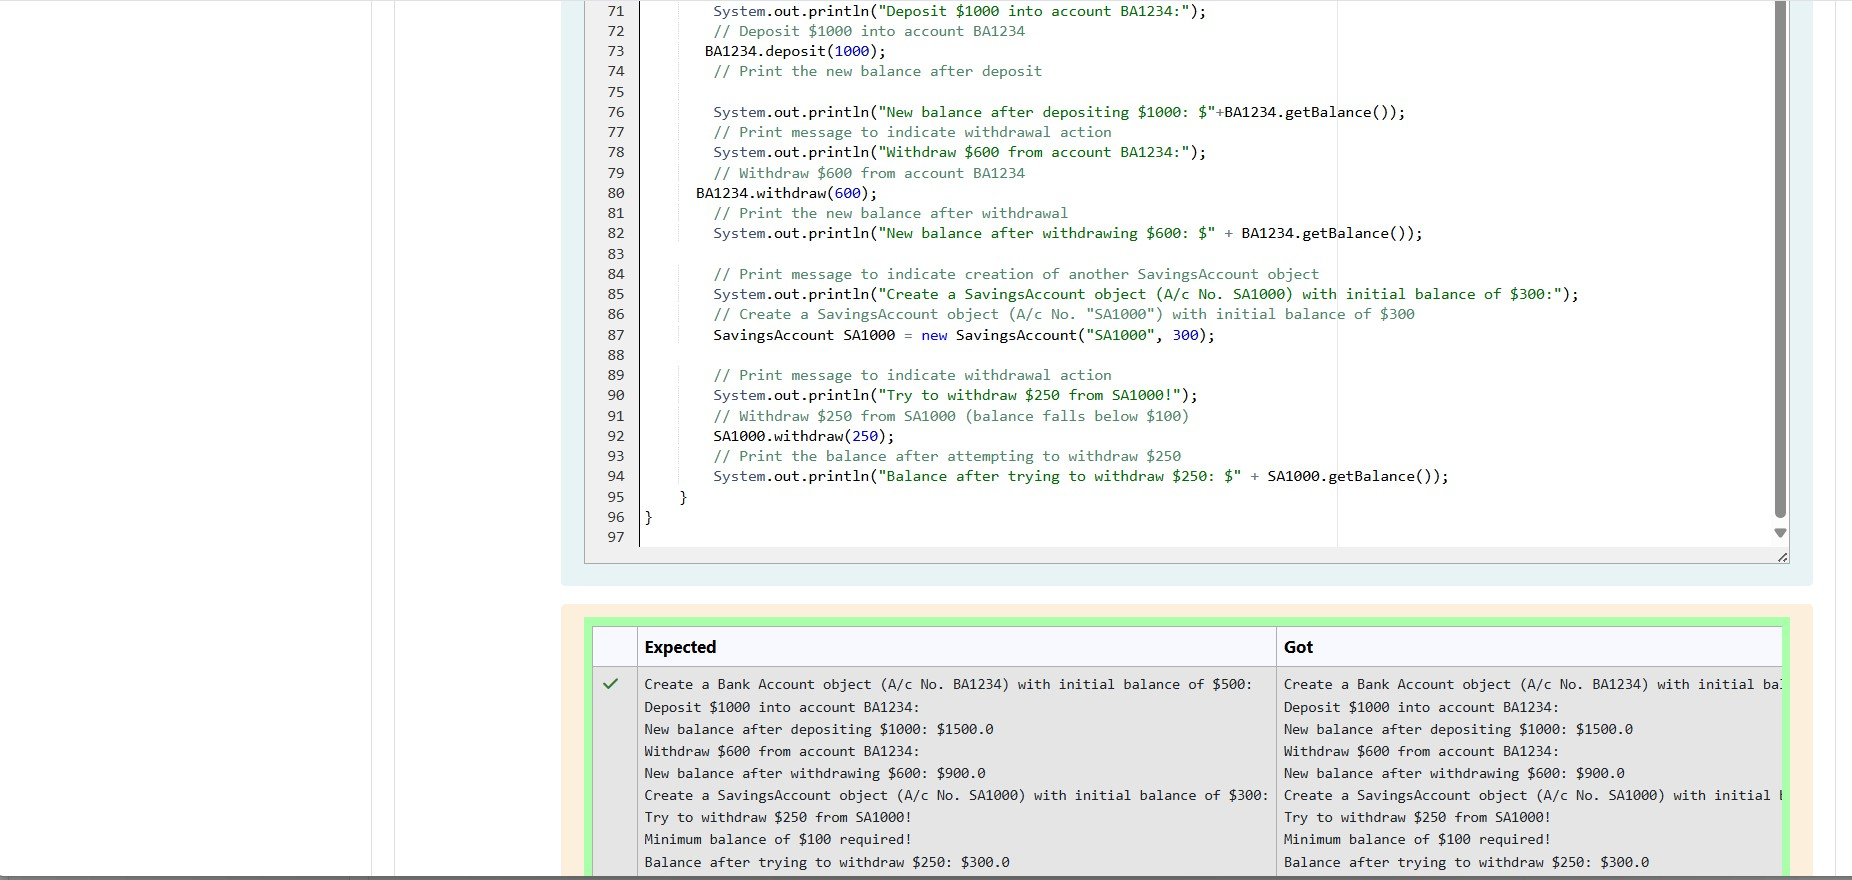 71 System.out.println("Deposit $1000 into account BA1234:");
72 // Deposit $1000 into account BA1234
73 BA1234.deposit(1000);
74 // Print the new balance after deposit
75
76 System.out.println("New balance after depositing $1000: $"+BA1234.getBalance());
77 // Print message to indicate withdrawal action
78 System.out.println("Withdraw $600 from account BA1234:");
79 // Withdraw $600 from account BA1234
80 BA1234.withdraw(600);
81 // Print the new balance after withdrawal
82 System.out.println("New balance after withdrawing $600: $" + BA1234.getBalance());
83
84 // Print message to indicate creation of another SavingsAccount object
85 System.out.println("Create a SavingsAccount object (A/c No. SA1000) with initial balance of $300:");
86 // Create a SavingsAccount object (A/c No. "SA1000") with initial balance of $300
87 SavingsAccount SA1000 = new SavingsAccount("SA1000", 300);
88
89 // Print message to indicate withdrawal action
90 System.out.println("Try to withdraw $250 from SA1000!");
91 // Withdraw $250 from SA1000 (balance falls below $100)
92 SA1000.withdraw(250);
93 // Print the balance after attempting to withdraw $250
94 System.out.println("Balance after trying to withdraw $250: $" + SA1000.getBalance());
95 }
96 }
97
Expected Got
Create a Bank Account object (A/c No. BA1234) with initial balance of $500: Create a Bank Account object (A/c No. BA1234) with initial
Deposit $1000 into account BA1234: Deposit $1000 into account BA1234:
New balance after depositing $1000: $1500.0 New balance after depositing $1000: $1500.0
Withdraw $600 from account BA1234: Withdraw $600 from account BA1234:
New balance after withdrawing $600: $900.0 New balance after withdrawing $600: $900.0
Create a SavingsAccount object (A/c No. SA1000) with initial balance of $300: Create a SavingsAccount object (A/c No. SA1000) with initial
Try to withdraw $250 from SA1000! Try to withdraw $250 from SA1000!
Minimum balance of $100 required! Minimum balance of $100 required!
Balance after trying to withdraw $250: $300.0 Balance after trying to withdraw $250: $300.0